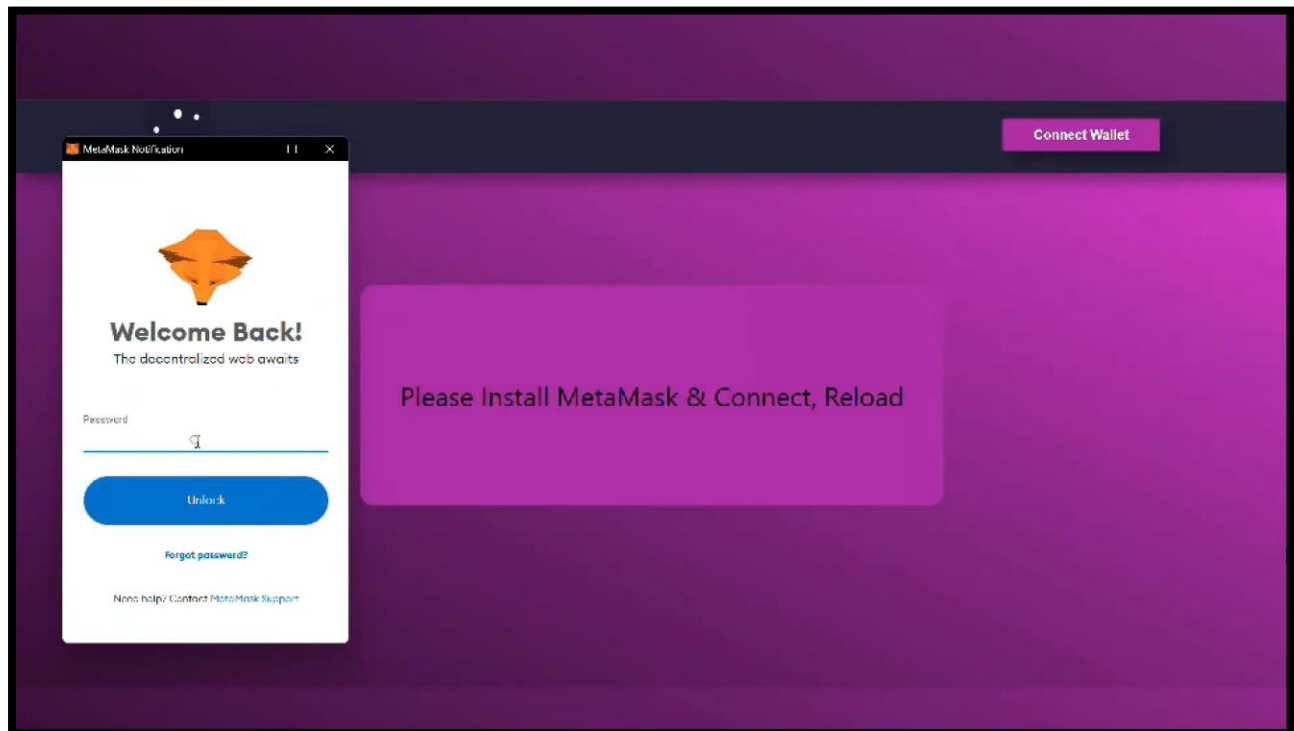 Connect Wallet
MetaMask Notification
Welcome Back!
The decentralized web awaits
Password
Unlock
Forgot password?
Need help? Contact MetaMask Support
Please Install MetaMask & Connect, Reload